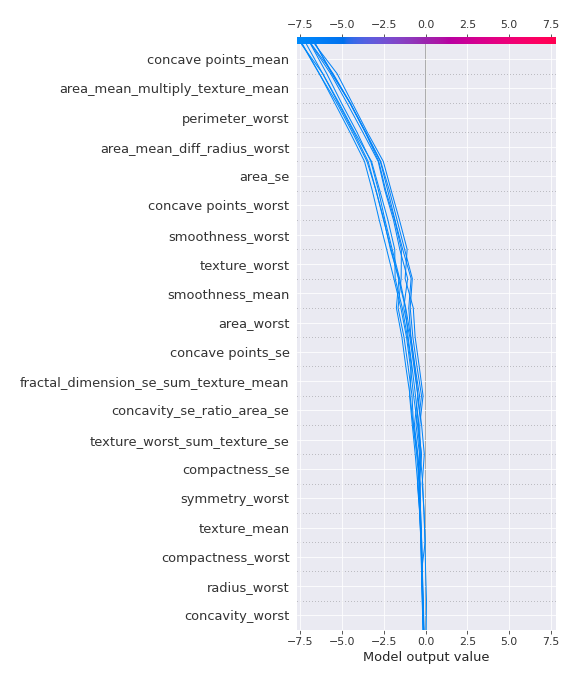 −7.5 −5.0 −2.5 0.0 2.5 5.0 7.5
concave points_mean
area_mean_multiply_texture_mean
perimeter_worst
area_mean_diff_radius_worst
area_se
concave points_worst
smoothness_worst
texture_worst
smoothness_mean
area_worst
concave points_se
fractal_dimension_se_sum_texture_mean
concavity_se_ratio_area_se
texture_worst_sum_texture_se
compactness_se
symmetry_worst
texture_mean
compactness_worst
radius_worst
concavity_worst
−7.5 −5.0 −2.5 0.0 2.5 5.0 7.5
Model output value